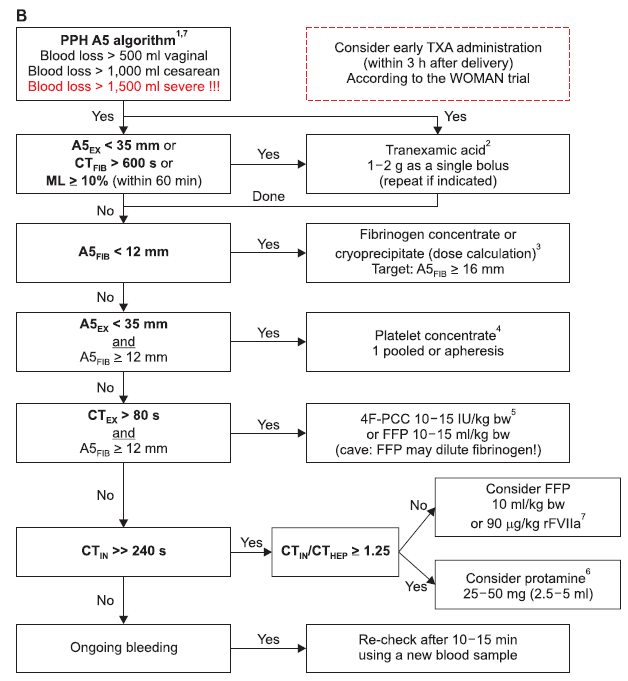 B
PPH A5 algorithm1,7
Blood loss > 500 ml vaginal
Blood loss > 1,000 ml cesarean
Blood loss > 1,500 ml severe !!!
Consider early TXA administration
(within 3 h after delivery)
According to the WOMAN trial
Yes
Yes
A5EX < 35 mm or
CTFIB > 600 s or
ML ≥ 10% (within 60 min)
Yes
Tranexamic acid2
1−2 g as a single bolus
(repeat if indicated)
Done
No
A5FIB < 12 mm
Yes
Fibrinogen concentrate or
cryoprecipitate (dose calculation)3
Target: A5FIB ≥ 16 mm
No
A5EX < 35 mm
and
A5FIB ≥ 12 mm
Yes
Platelet concentrate4
1 pooled or apheresis
No
CTEX > 80 s
and
A5FIB ≥ 12 mm
Yes
4F-PCC 10−15 IU/kg bw5
or FFP 10−15 ml/kg bw
(cave: FFP may dilute fibrinogen!)
No
CTIN >> 240 s
Yes
CTIN/CTHEP ≥ 1.25
No
Consider FFP
10 ml/kg bw
or 90 μg/kg rFVIIa7
Yes
Consider protamine6
25−50 mg (2.5−5 ml)
No
Ongoing bleeding
Yes
Re-check after 10−15 min
using a new blood sample